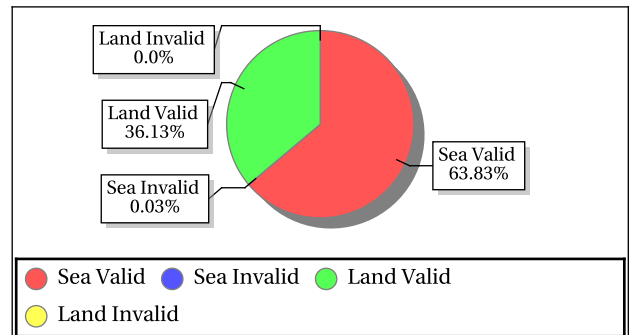 Land Invalid
0.0%
Land Valid
36.13%
Sea Invalid
0.03%
Sea Valid
63.83%
Sea Valid Sea Invalid Land Valid
Land Invalid